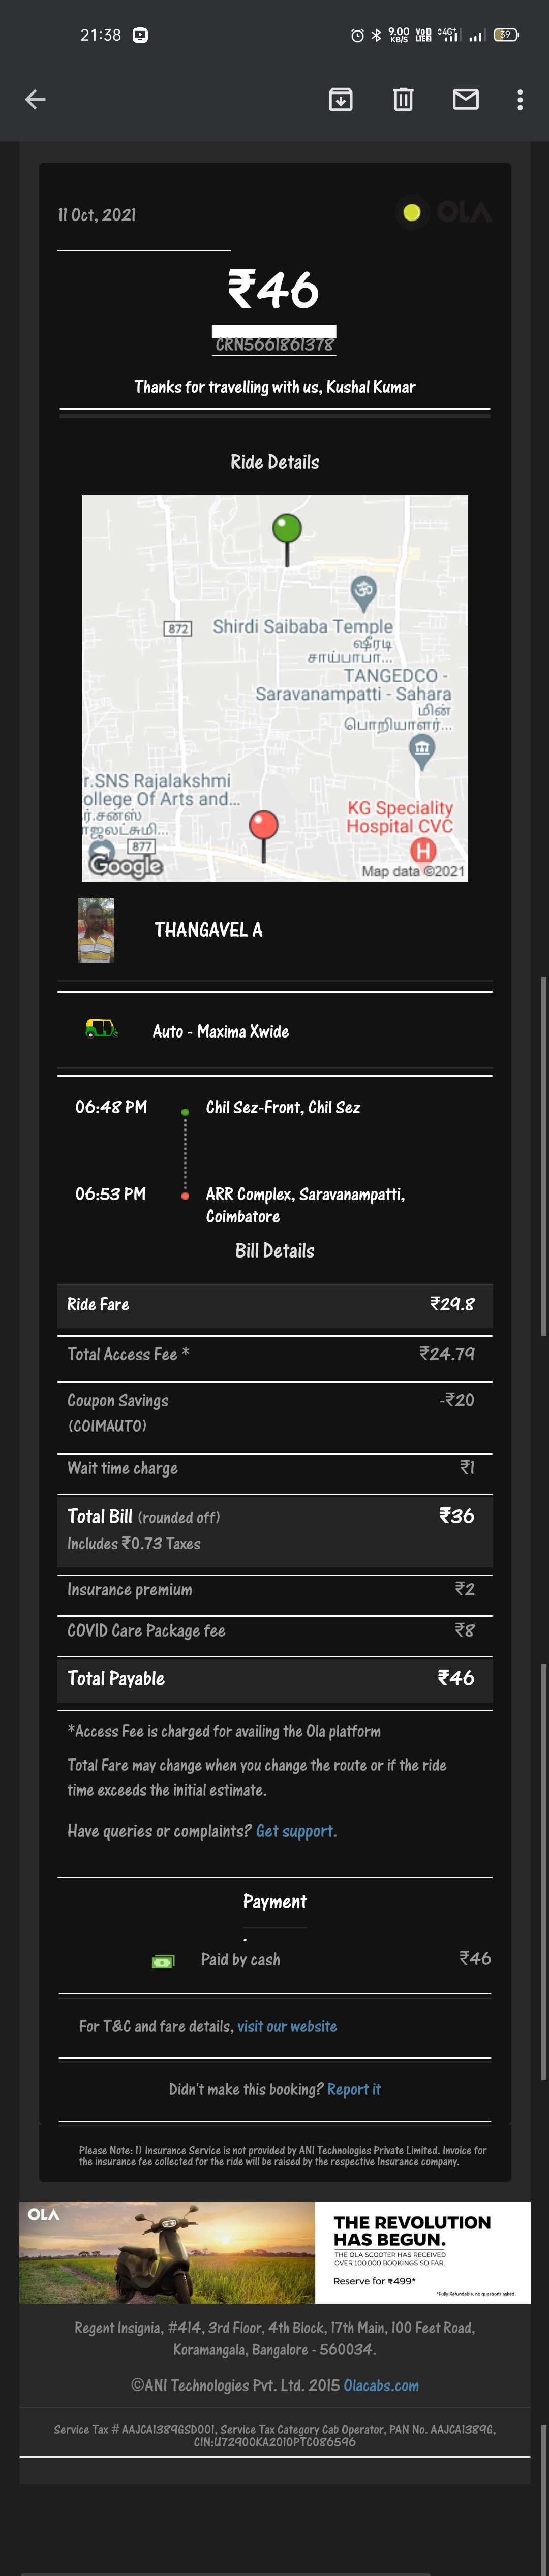 21:38
9.00
KB/S
VoD
LTE
4G+
39
11 Oct, 2021
OLA
₹46
CRN5661861378
Thanks for travelling with us, Kushal Kumar
Ride Details
872
Shirdi Saibaba Temple
ஷீரடி
சாய்பாபா...
TANGEDCO -
Saravanampatti - Sahara
மின்
பொறியாளர்...
r.SNS Rajalakshmi
ollege Of Arts and...
KG Speciality
Hospital CVC
877
H
Google
Map data ©2021
THANGAVEL A
Auto - Maxima Xwide
06:48 PM Chil Sez-Front, Chil Sez
06:53 PM ARR Complex, Saravanampatti,
Coimbatore
Bill Details
Ride Fare ₹29.8
Total Access Fee * ₹24.79
Coupon Savings -₹20
(COIMAUTO)
Wait time charge ₹1
Total Bill (rounded off) ₹36
Includes ₹0.73 Taxes
Insurance premium ₹2
COVID Care Package fee ₹8
Total Payable ₹46
*Access Fee is charged for availing the Ola platform
Total Fare may change when you change the route or if the ride
time exceeds the initial estimate.
Have queries or complaints? Get support.
Payment
Paid by cash ₹46
For T&C and fare details, visit our website
Didn't make this booking? Report it
Please Note: 1) Insurance Service is not provided by ANI Technologies Private Limited. Invoice for
the insurance fee collected for the ride will be raised by the respective Insurance company.
OLA
THE REVOLUTION
HAS BEGUN.
THE OLA SCOOTER HAS RECEIVED
OVER 100,000 BOOKINGS SO FAR.
Reserve for ₹499*
*Fully Refundable, no questions asked.
Regent Insignia, #414, 3rd Floor, 4th Block, 17th Main, 100 Feet Road,
Koramangala, Bangalore - 560034.
©ANI Technologies Pvt. Ltd. 2015 Olacabs.com
Service Tax # AAJCA1389GSD001, Service Tax Category Cab Operator, PAN No. AAJCA1389G,
CIN:U72900KA2010PTC086596